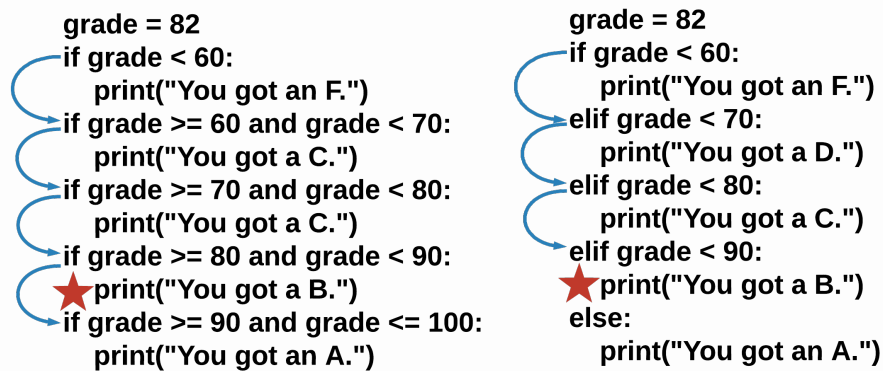 grade = 82
if grade < 60:
    print("You got an F.")
if grade >= 60 and grade < 70:
    print("You got a C.")
if grade >= 70 and grade < 80:
    print("You got a C.")
if grade >= 80 and grade < 90:
    print("You got a B.")
if grade >= 90 and grade <= 100:
    print("You got an A.")
grade = 82
if grade < 60:
    print("You got an F.")
elif grade < 70:
    print("You got a D.")
elif grade < 80:
    print("You got a C.")
elif grade < 90:
    print("You got a B.")
else:
    print("You got an A.")